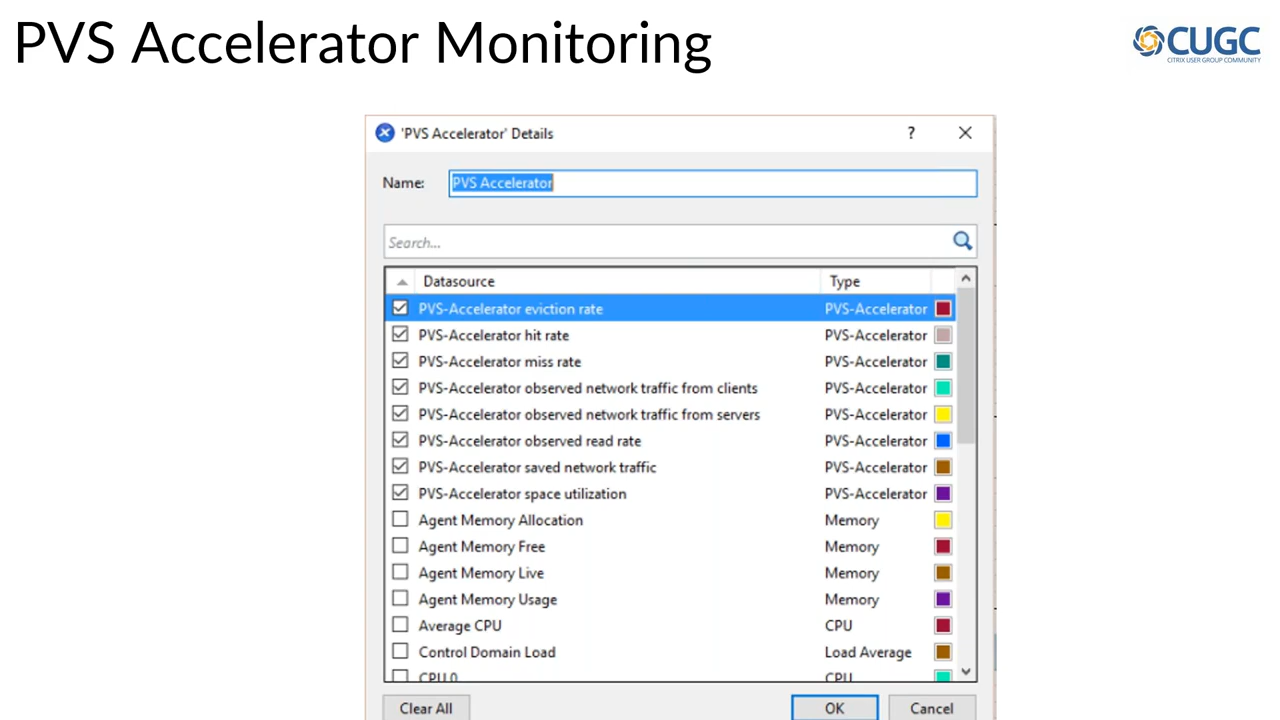 PVS Accelerator Monitoring
CUGC
CITRIX USER GROUP COMMUNITY
'PVS Accelerator' Details ?
Name: PVS Accelerator
Search...
Datasource Type
PVS-Accelerator eviction rate PVS-Accelerator
PVS-Accelerator hit rate PVS-Accelerator
PVS-Accelerator miss rate PVS-Accelerator
PVS-Accelerator observed network traffic from clients PVS-Accelerator
PVS-Accelerator observed network traffic from servers PVS-Accelerator
PVS-Accelerator observed read rate PVS-Accelerator
PVS-Accelerator saved network traffic PVS-Accelerator
PVS-Accelerator space utilization PVS-Accelerator
Agent Memory Allocation Memory
Agent Memory Free Memory
Agent Memory Live Memory
Agent Memory Usage Memory
Average CPU CPU
Control Domain Load Load Average
CPU 0 CPU
Clear All OK Cancel